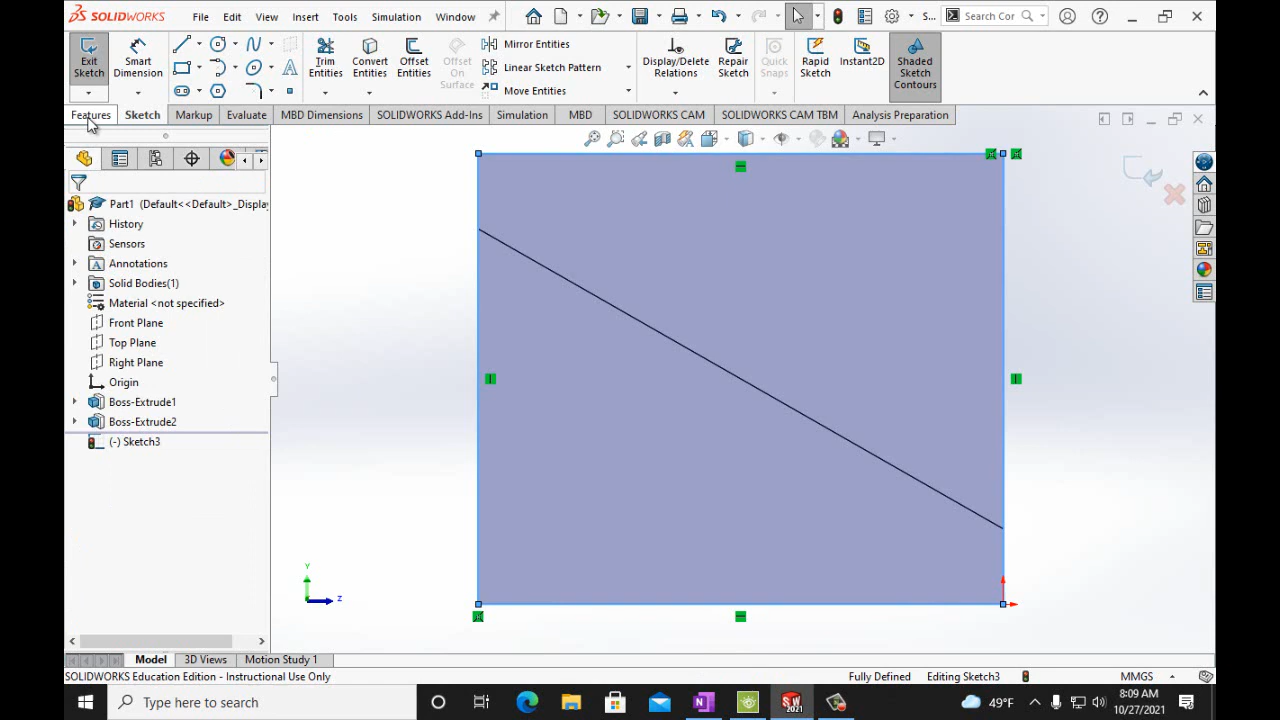 SOLIDWORKS File Edit View Insert Tools Simulation Window S... Search Cor
Exit Sketch Smart Dimension Trim Entities Convert Entities Offset Entities Offset On Surface Mirror Entities Linear Sketch Pattern Move Entities Display/Delete Relations Repair Sketch Quick Snaps Rapid Sketch Instant2D Shaded Sketch Contours
Features Sketch Markup Evaluate MBD Dimensions SOLIDWORKS Add-Ins Simulation MBD SOLIDWORKS CAM SOLIDWORKS CAM TBM Analysis Preparation
Part1 (Default<<Default>_Display
History
Sensors
Annotations
Solid Bodies(1)
Material <not specified>
Front Plane
Top Plane
Right Plane
Origin
Boss-Extrude1
Boss-Extrude2
(-) Sketch3
Y
Z
Model 3D Views Motion Study 1
SOLIDWORKS Education Edition - Instructional Use Only Fully Defined Editing Sketch3 MMGS
Type here to search SW 2021 49°F 8:09 AM
10/27/2021